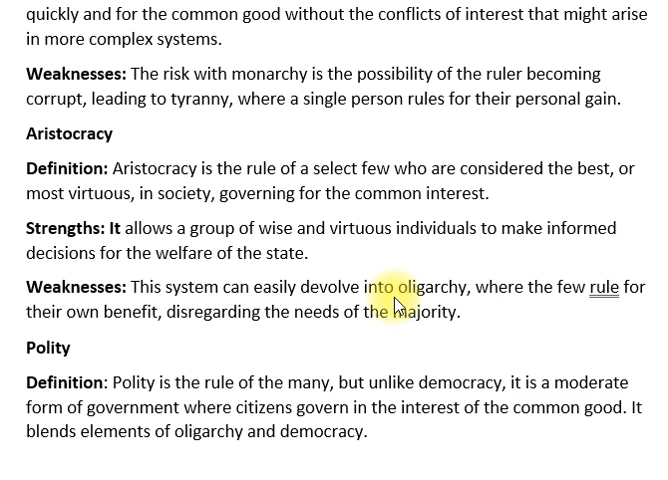 quickly and for the common good without the conflicts of interest that might arise
in more complex systems.
Weaknesses: The risk with monarchy is the possibility of the ruler becoming
corrupt, leading to tyranny, where a single person rules for their personal gain.
Aristocracy
Definition: Aristocracy is the rule of a select few who are considered the best, or
most virtuous, in society, governing for the common interest.
Strengths: It allows a group of wise and virtuous individuals to make informed
decisions for the welfare of the state.
Weaknesses: This system can easily devolve into oligarchy, where the few rule for
their own benefit, disregarding the needs of the majority.
Polity
Definition: Polity is the rule of the many, but unlike democracy, it is a moderate
form of government where citizens govern in the interest of the common good. It
blends elements of oligarchy and democracy.